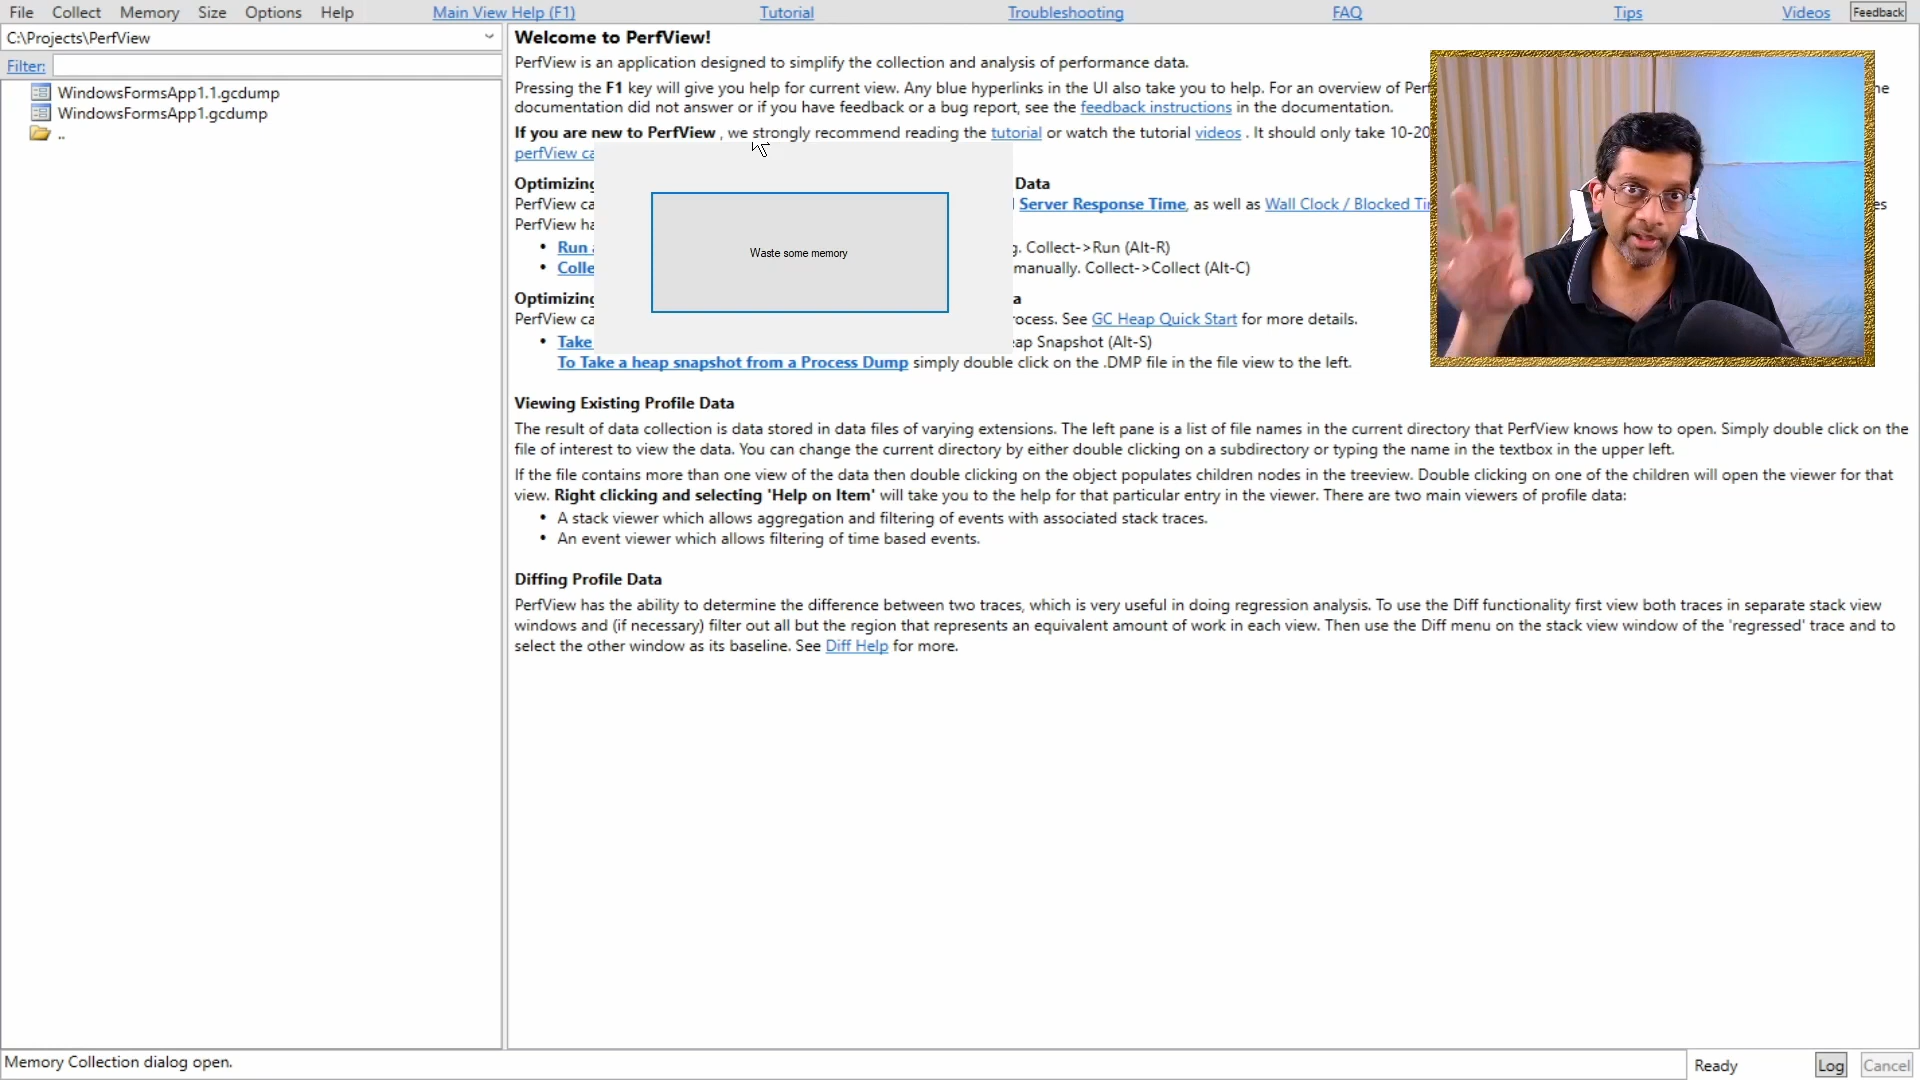 File Collect Memory Size Options Help Main View Help (F1) Tutorial Troubleshooting FAQ Tips Videos Feedback
C:\Projects\PerfView
Filter:
WindowsFormsApp1.1.gcdump
WindowsFormsApp1.gcdump
..
Welcome to PerfView!
PerfView is an application designed to simplify the collection and analysis of performance data.
Pressing the F1 key will give you help for current view. Any blue hyperlinks in the UI also take you to help. For an overview of Perf
documentation did not answer or if you have feedback or a bug report, see the feedback instructions in the documentation.
If you are new to PerfView , we strongly recommend reading the tutorial or watch the tutorial videos . It should only take 10-20
perfView ca
Optimizing Data
PerfView ca Server Response Time, as well as Wall Clock / Blocked Ti
PerfView ha
• Run g. Collect->Run (Alt-R)
• Colle manually. Collect->Collect (Alt-C)
Waste some memory
Optimizing a
PerfView ca rocess. See GC Heap Quick Start for more details.
• Take eap Snapshot (Alt-S)
To Take a heap snapshot from a Process Dump simply double click on the .DMP file in the file view to the left.
Viewing Existing Profile Data
The result of data collection is data stored in data files of varying extensions. The left pane is a list of file names in the current directory that PerfView knows how to open. Simply double click on the
file of interest to view the data. You can change the current directory by either double clicking on a subdirectory or typing the name in the textbox in the upper left.
If the file contains more than one view of the data then double clicking on the object populates children nodes in the treeview. Double clicking on one of the children will open the viewer for that
view. Right clicking and selecting 'Help on Item' will take you to the help for that particular entry in the viewer. There are two main viewers of profile data:
• A stack viewer which allows aggregation and filtering of events with associated stack traces.
• An event viewer which allows filtering of time based events.
Diffing Profile Data
PerfView has the ability to determine the difference between two traces, which is very useful in doing regression analysis. To use the Diff functionality first view both traces in separate stack view
windows and (if necessary) filter out all but the region that represents an equivalent amount of work in each view. Then use the Diff menu on the stack view window of the 'regressed' trace and to
select the other window as its baseline. See Diff Help for more.
Memory Collection dialog open. Ready Log Cancel